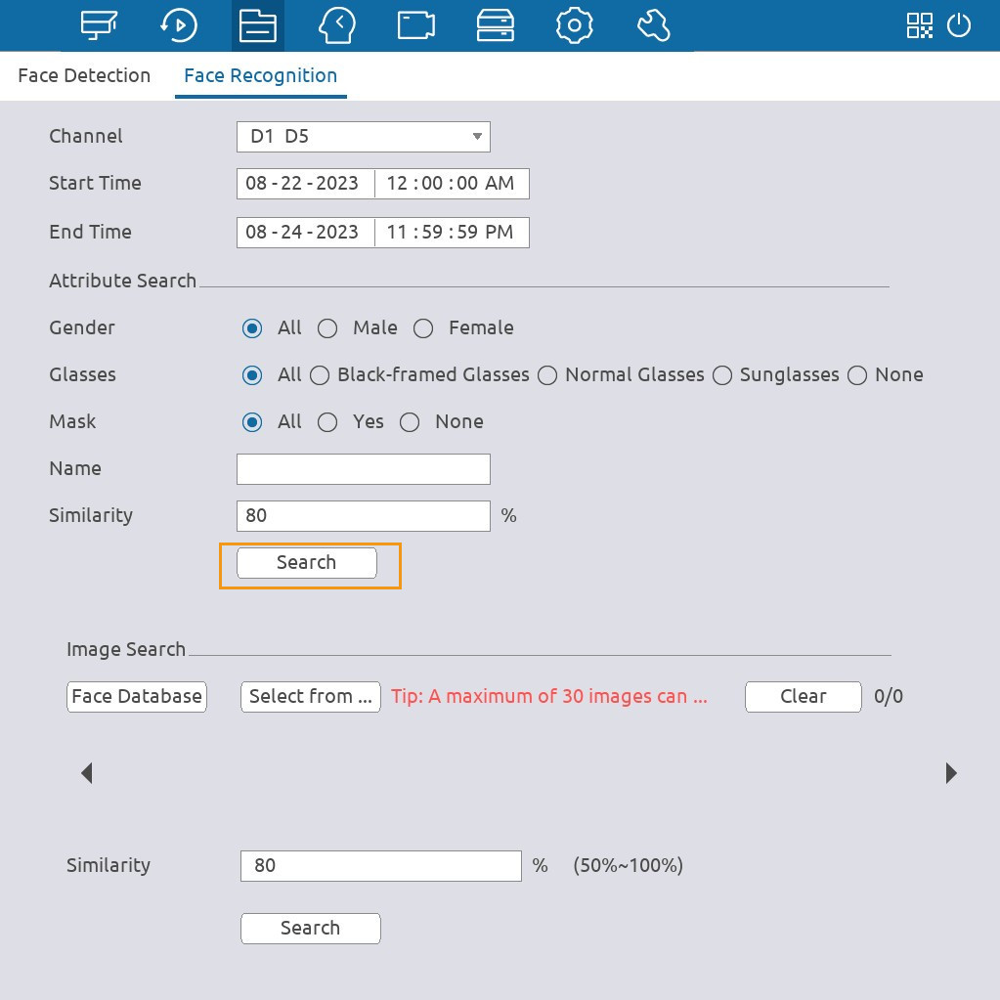 Face Detection Face Recognition
Channel D1 D5
Start Time 08-22-2023 12:00:00 AM
End Time 08-24-2023 11:59:59 PM
Attribute Search
Gender All Male Female
Glasses All Black-framed Glasses Normal Glasses Sunglasses None
Mask All Yes None
Name
Similarity 80 %
Search
Image Search
Face Database Select from ... Tip: A maximum of 30 images can ... Clear 0/0
Similarity 80 % (50%~100%)
Search